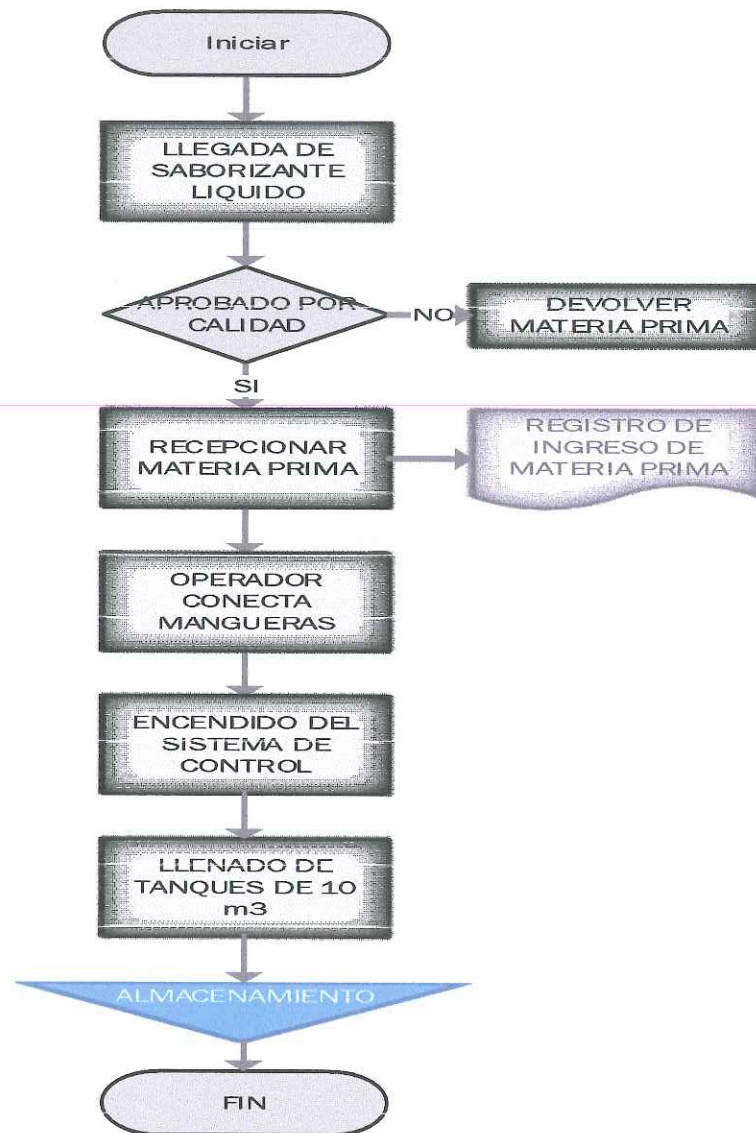 Iniciar
LLEGADA DE
SABORIZANTE
LIQUIDO
APROBADO POR
CALIDAD
NO
DEVOLVER
MATERIA PRIMA
SI
RECEPCIONAR
MATERIA PRIMA
REGISTRO DE
INGRESO DE
MATERIA PRIMA
OPERADOR
CONECTA
MANGUERAS
ENCENDIDO DEL
SISTEMA DE
CONTROL
LLENADO DE
TANQUES DE 10
m3
ALMACENAMIENTO
FIN